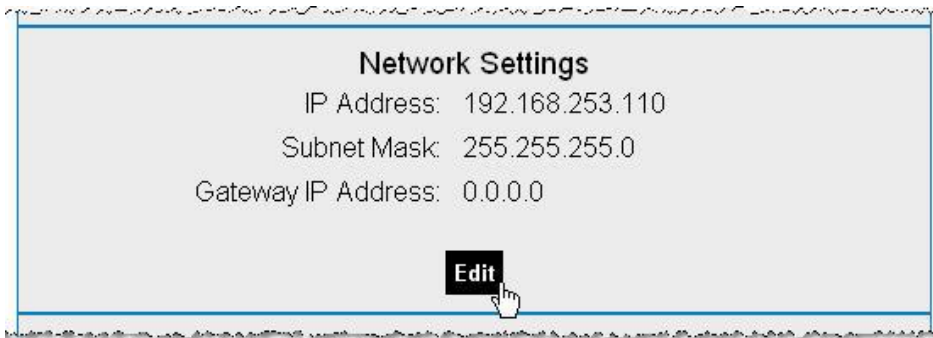 Network Settings
IP Address: 192.168.253.110
Subnet Mask: 255.255.255.0
Gateway IP Address: 0.0.0.0
Edit